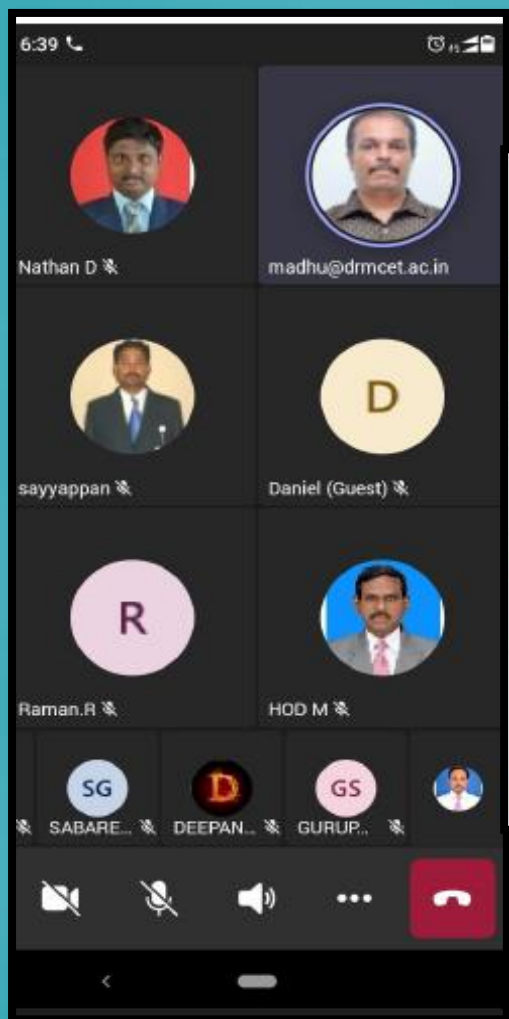 6:39
Nathan D
madhu@drmcet.ac.in
sayyappan
D
Daniel (Guest)
R
Raman.R
HOD M
SG
D
GS
SABARE...
DEEPAN...
GURUP...